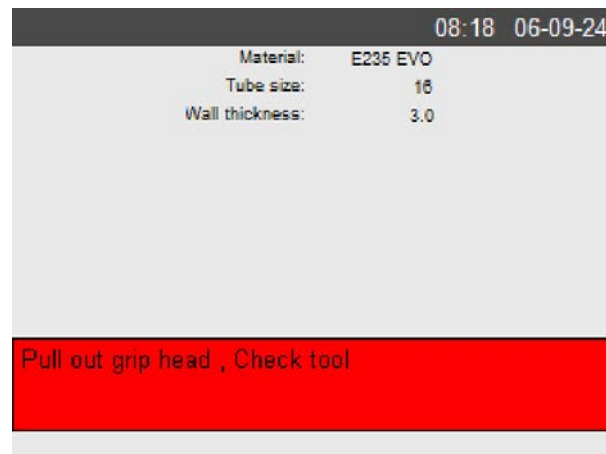 08:18 06-09-24
Material: E235 EVO
Tube size: 16
Wall thickness: 3.0
Pull out grip head , Check tool